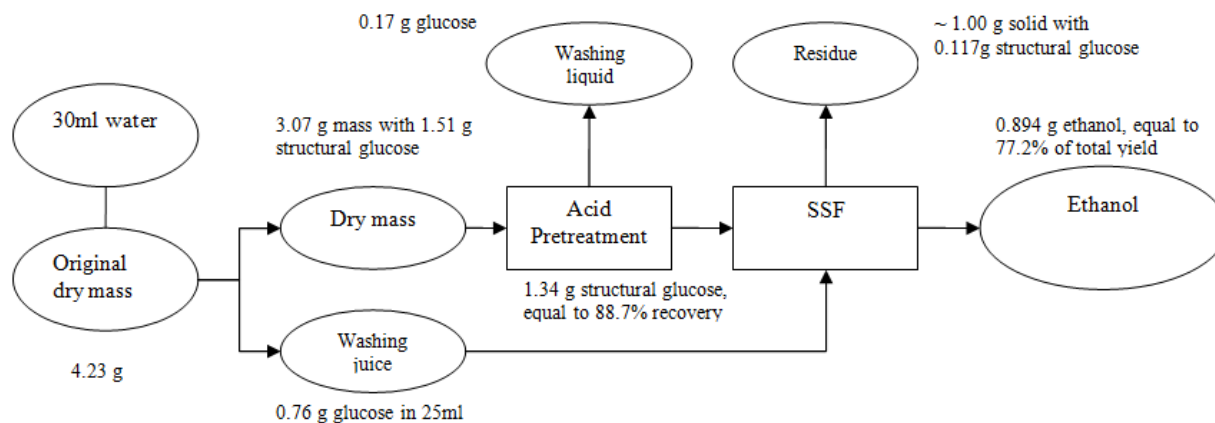 0.17 g glucose
~ 1.00 g solid with
0.117g structural glucose
Washing
liquid
Residue
30ml water
3.07 g mass with 1.51 g
structural glucose
0.894 g ethanol, equal to
77.2% of total yield
Dry mass
Acid
Pretreatment
SSF
Ethanol
Original
dry mass
1.34 g structural glucose,
equal to 88.7% recovery
Washing
juice
4.23 g
0.76 g glucose in 25ml